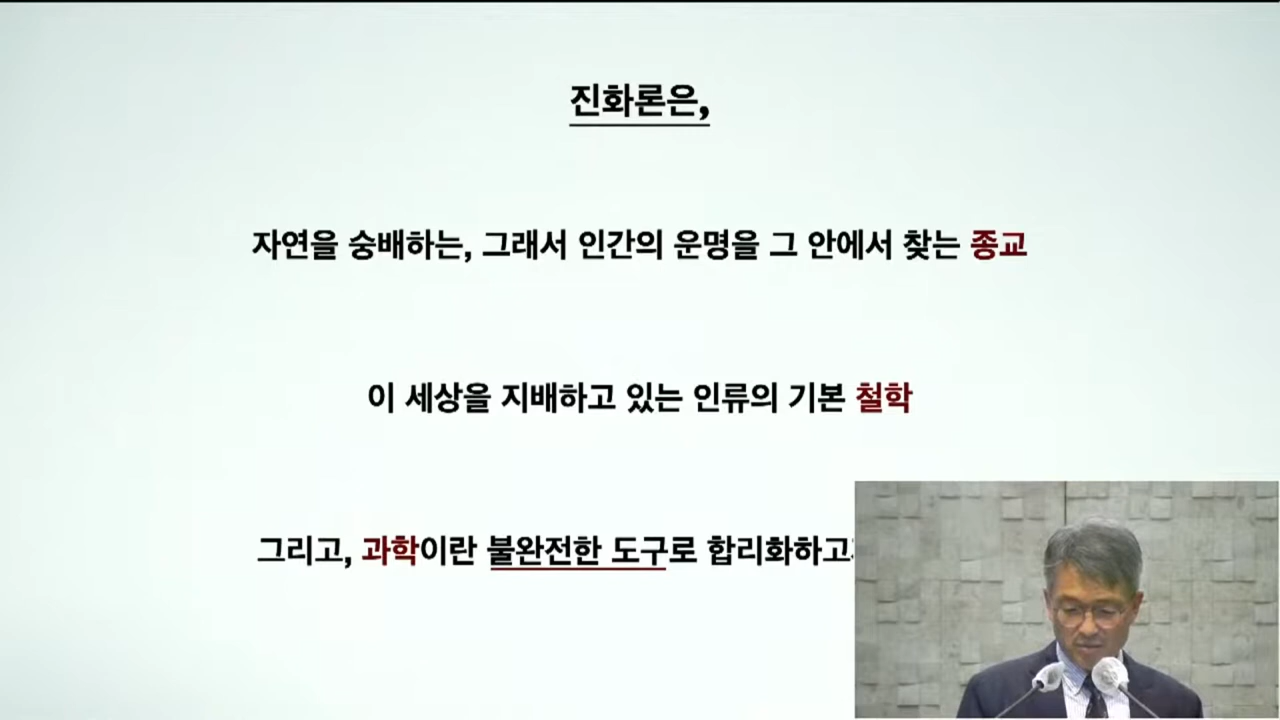 진화론은,
자연을 숭배하는, 그래서 인간의 운명을 그 안에서 찾는 종교
이 세상을 지배하고 있는 인류의 기본 철학
그리고, 과학이란 불완전한 도구로 합리화하고